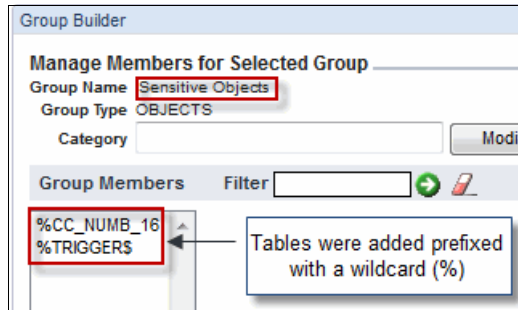 Group Builder
Manage Members for Selected Group
Group Name Sensitive Objects
Group Type OBJECTS
Category
Modi
Group Members Filter
%CC_NUMB_16
%TRIGGER$
Tables were added prefixed
with a wildcard (%)